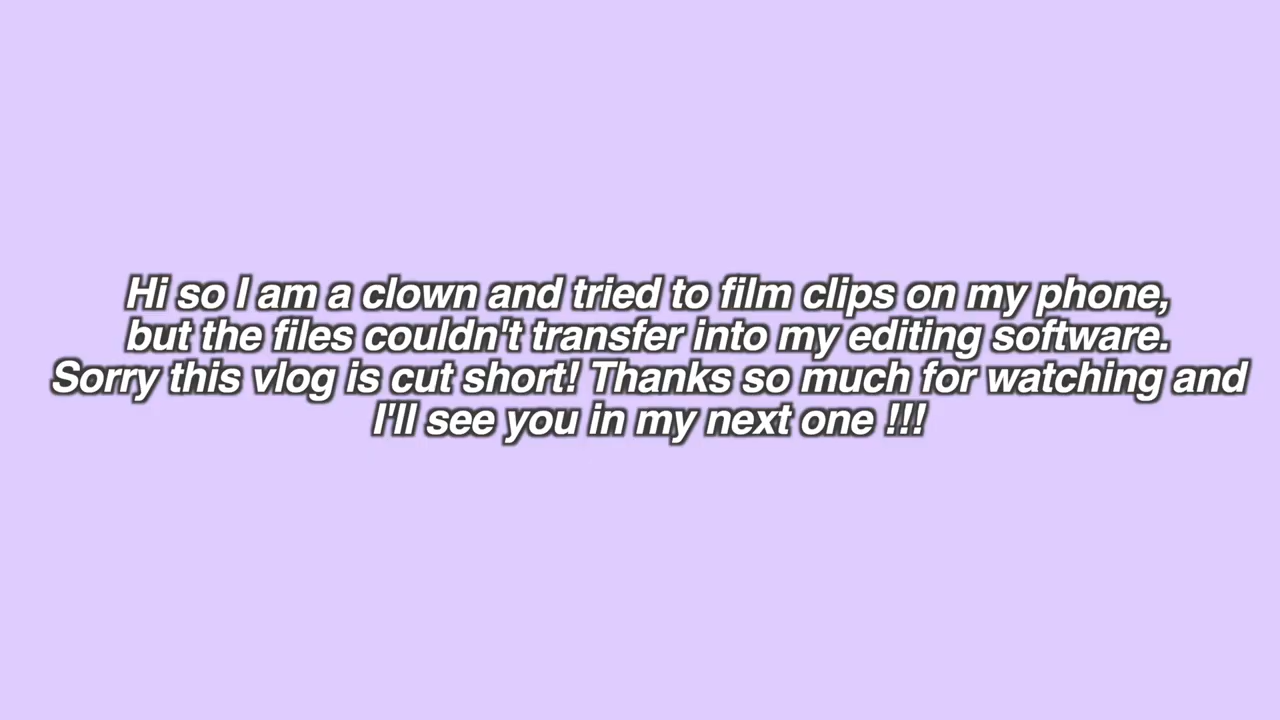 Hi so I am a clown and tried to film clips on my phone,
but the files couldn't transfer into my editing software.
Sorry this vlog is cut short! Thanks so much for watching and
I'll see you in my next one !!!